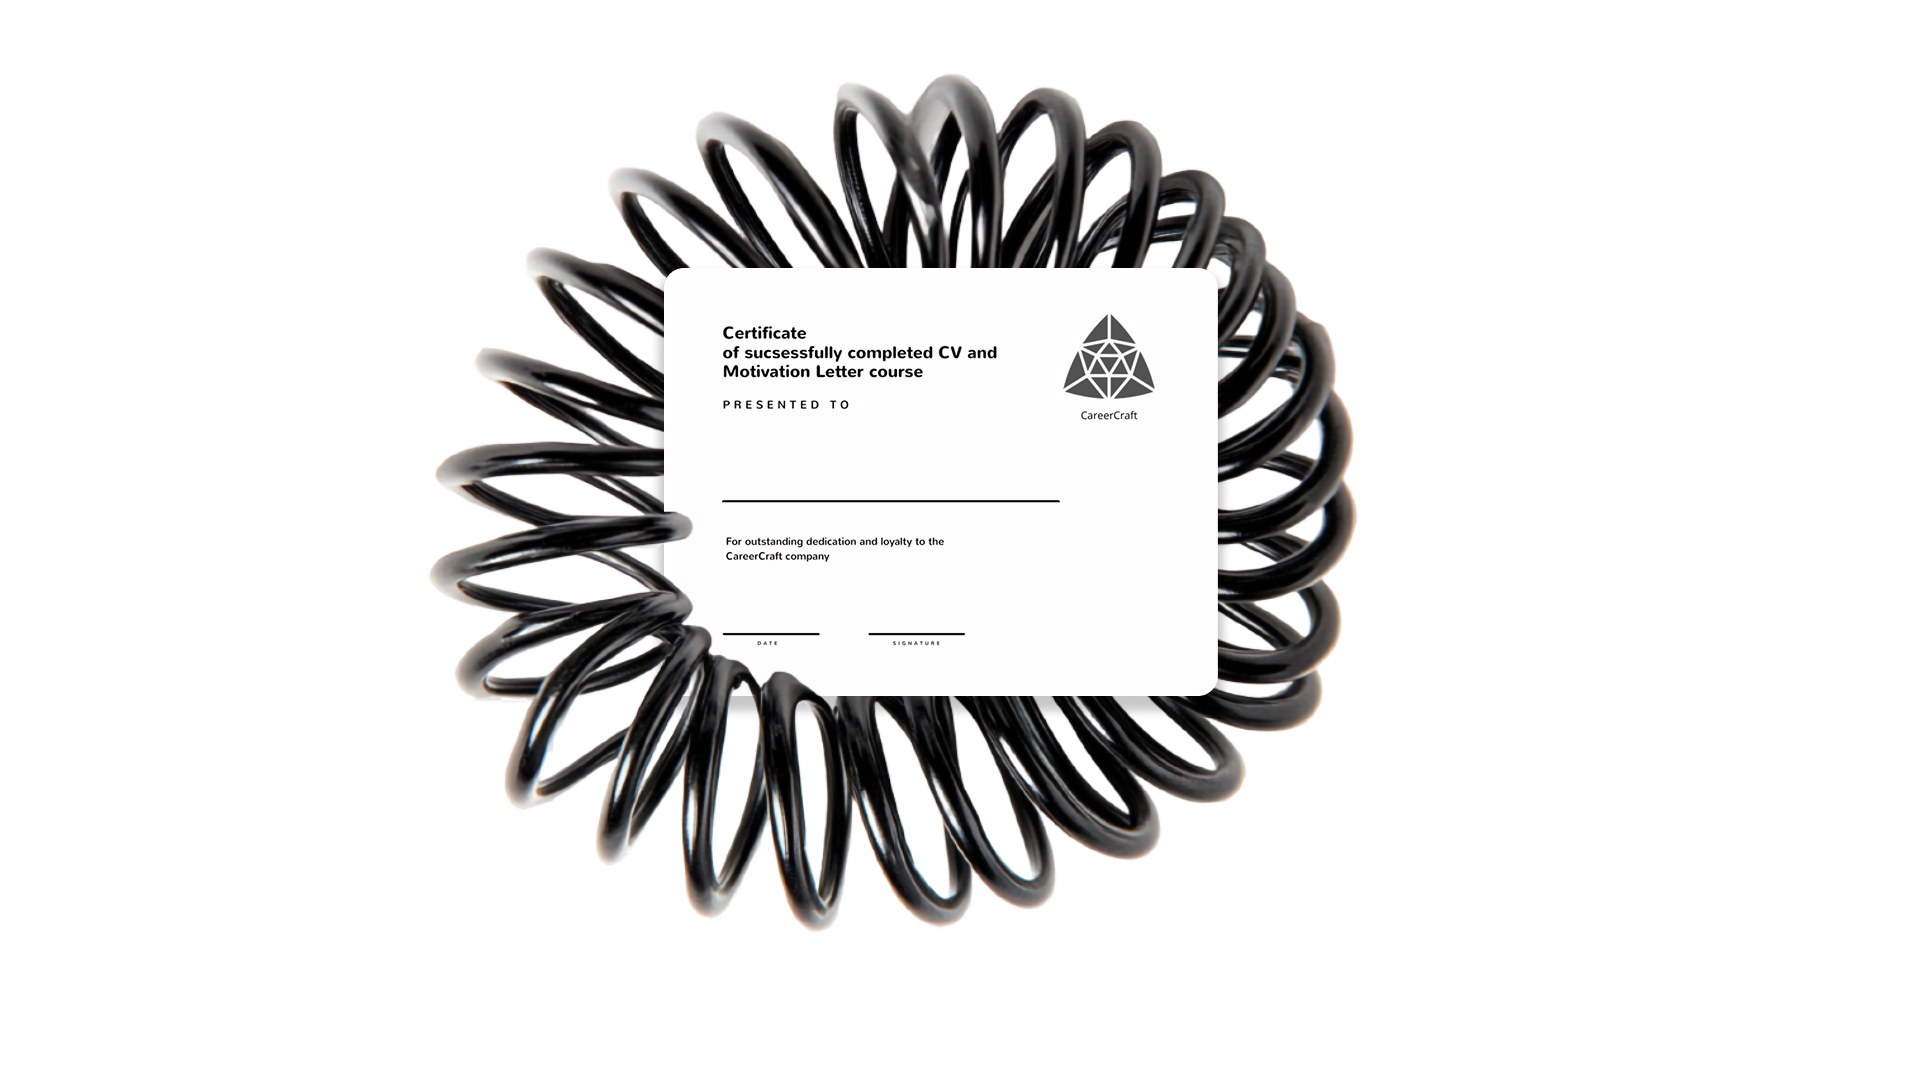 Certificate
of sucsessfully completed CV and
Motivation Letter course
PRESENTED TO
CareerCraft
For outstanding dedication and loyalty to the
CareerCraft company
DATE
SIGNATURE